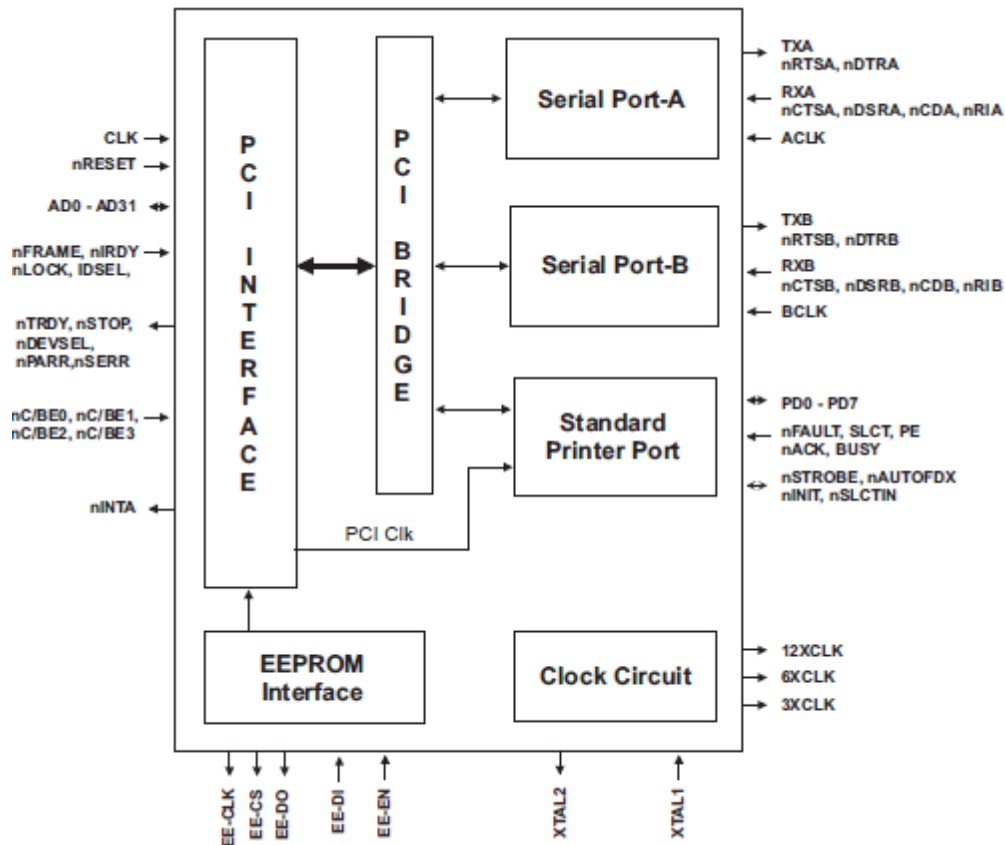 CLK
nRESET
AD0 - AD31
nFRAME, nIRDY
nLOCK, IDSEL,
nTRDY, nSTOP,
nDEVSEL,
nPARR,nSERR
nC/BE0, nC/BE1,
nC/BE2, nC/BE3
nINTA
PCI INTERFACE
PCI BRIDGE
Serial Port-A
Serial Port-B
Standard
Printer Port
PCI Clk
EEPROM
Interface
Clock Circuit
TXA
nRTSA, nDTRA
RXA
nCTSA, nDSRA, nCDA, nRIA
ACLK
TXB
nRTSB, nDTRB
RXB
nCTSB, nDSRB, nCDB, nRIB
BCLK
PD0 - PD7
nFAULT, SLCT, PE
nACK, BUSY
nSTROBE, nAUTOFDX
nINIT, nSLCTIN
12XCLK
6XCLK
3XCLK
EE-CLK
EE-CS
EE-DO
EE-DI
EE-EN
XTAL2
XTAL1